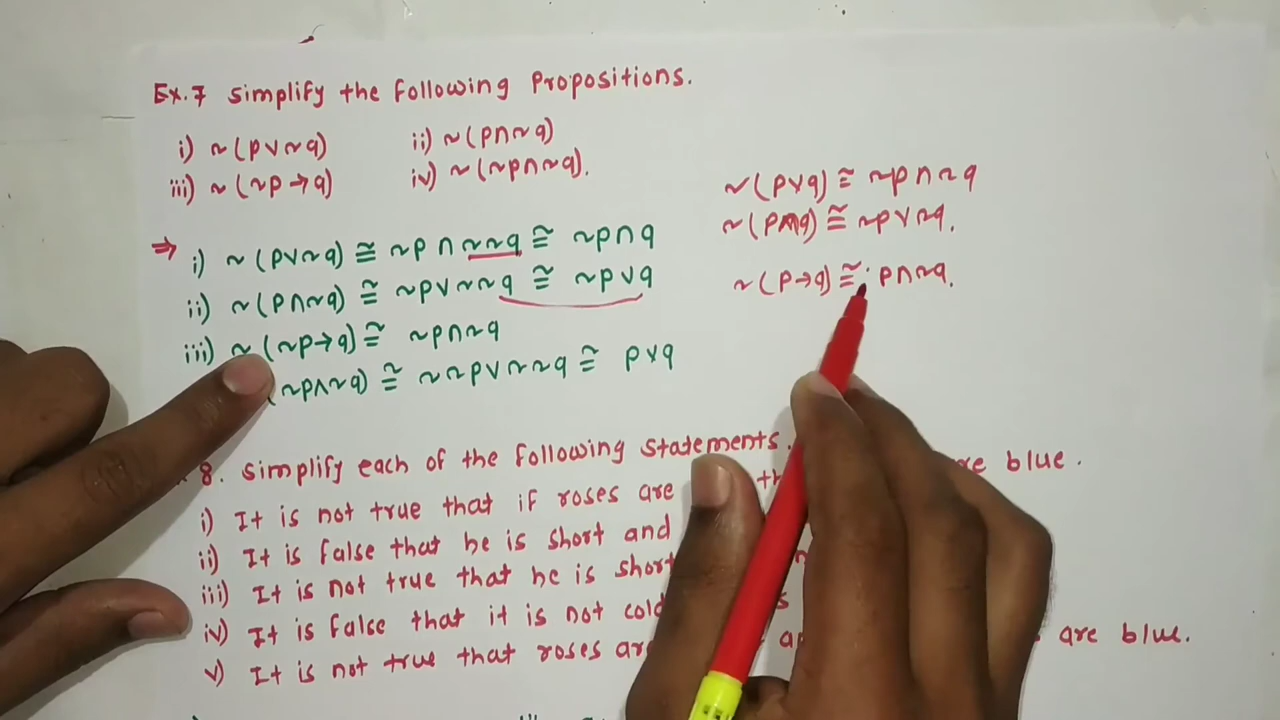 Ex.7 Simplify the following Propositions.
i) ~(p∨~q) ii) ~(p∩~q)
iii) ~(~p→q) iv) ~(~p∩~q).
~(p∨q) ≅ ~p∩~q
~(p∧q) ≅ ~p∨~q.
~(p→q) ≅ p∩~q.
⇒ i) ~(p∨~q) ≅ ~p∩~~q ≅ ~p∩q
ii) ~(p∩~q) ≅ ~p∨~~q ≅ ~p∨q
iii) ~(~p→q) ≅ ~p∩~q
(~p∧~q) ≅ ~~p∨~~q ≅ p∨q
8. Simplify each of the following statements.
i) It is not true that if roses are are blue.
ii) It is false that he is short and
iii) It is not true that he is short
iv) It is false that it is not cold
v) It is not true that roses are are blue.